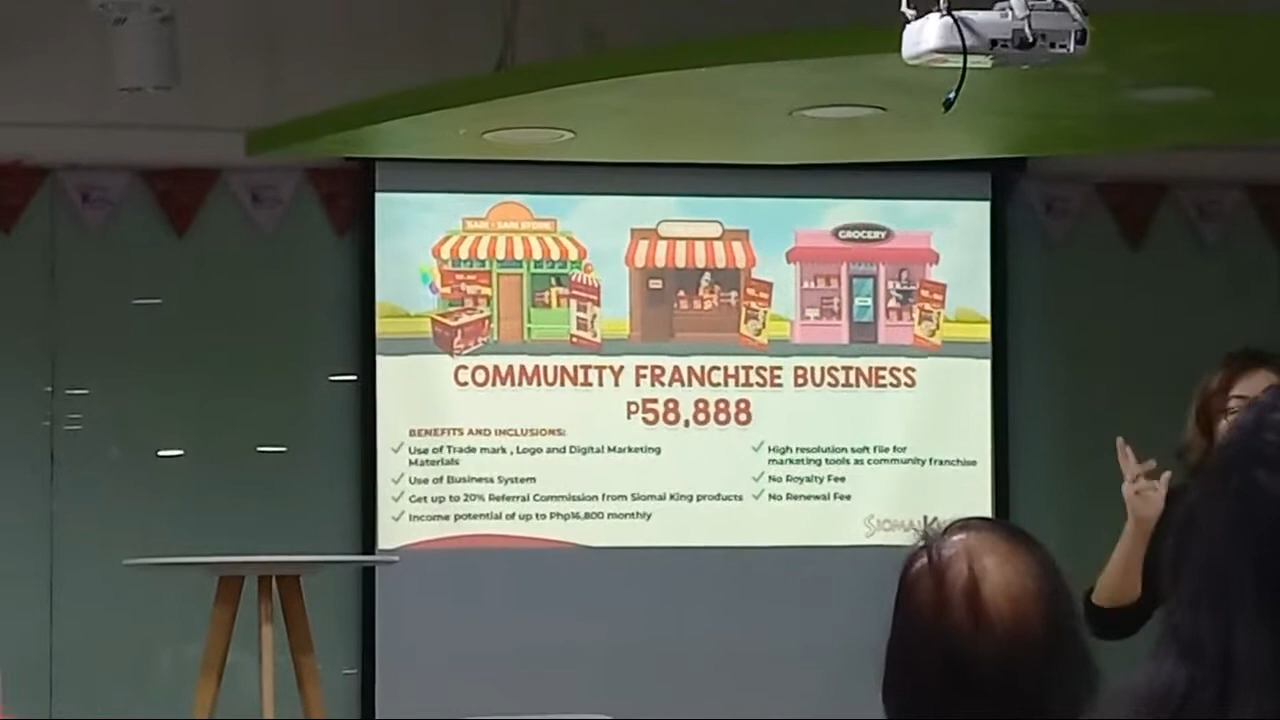 SARI - SARI STORE
GROCERY
COMMUNITY FRANCHISE BUSINESS
₱58,888
BENEFITS AND INCLUSIONS:
Use of Trade mark , Logo and Digital Marketing
Materials
Use of Business System
Get up to 20% Referral Commission from Siomai King products
Income potential of up to Php16,800 monthly
High resolution soft file for
marketing tools as community franchise
No Royalty Fee
No Renewal Fee